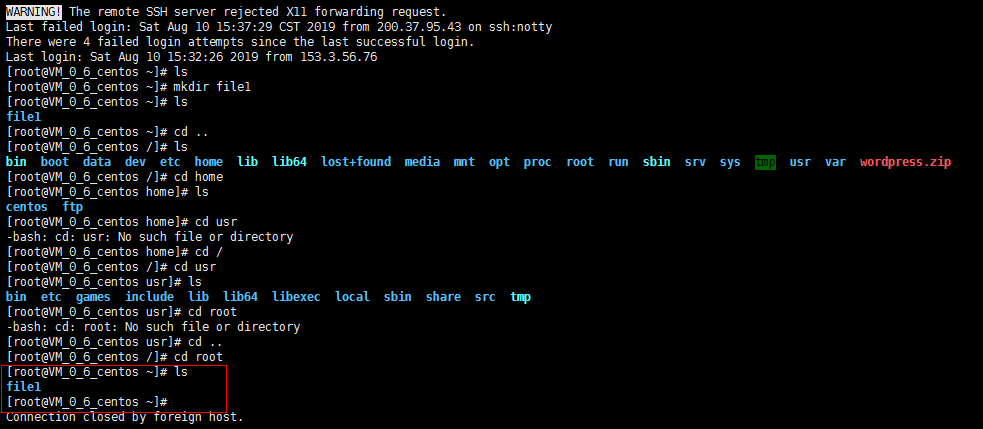 WARNING! The remote SSH server rejected X11 forwarding request.
Last failed login: Sat Aug 10 15:37:29 CST 2019 from 200.37.95.43 on ssh:notty
There were 4 failed login attempts since the last successful login.
Last login: Sat Aug 10 15:32:26 2019 from 153.3.56.76
[root@VM_0_6_centos ~]# ls
[root@VM_0_6_centos ~]# mkdir file1
[root@VM_0_6_centos ~]# ls
file1
[root@VM_0_6_centos ~]# cd ..
[root@VM_0_6_centos /]# ls
bin boot data dev etc home lib lib64 lost+found media mnt opt proc root run sbin srv sys tmp usr var wordpress.zip
[root@VM_0_6_centos /]# cd home
[root@VM_0_6_centos home]# ls
centos ftp
[root@VM_0_6_centos home]# cd usr
-bash: cd: usr: No such file or directory
[root@VM_0_6_centos home]# cd /
[root@VM_0_6_centos /]# cd usr
[root@VM_0_6_centos usr]# ls
bin etc games include lib lib64 libexec local sbin share src tmp
[root@VM_0_6_centos usr]# cd root
-bash: cd: root: No such file or directory
[root@VM_0_6_centos usr]# cd ..
[root@VM_0_6_centos /]# cd root
[root@VM_0_6_centos ~]# ls
file1
[root@VM_0_6_centos ~]#
Connection closed by foreign host.